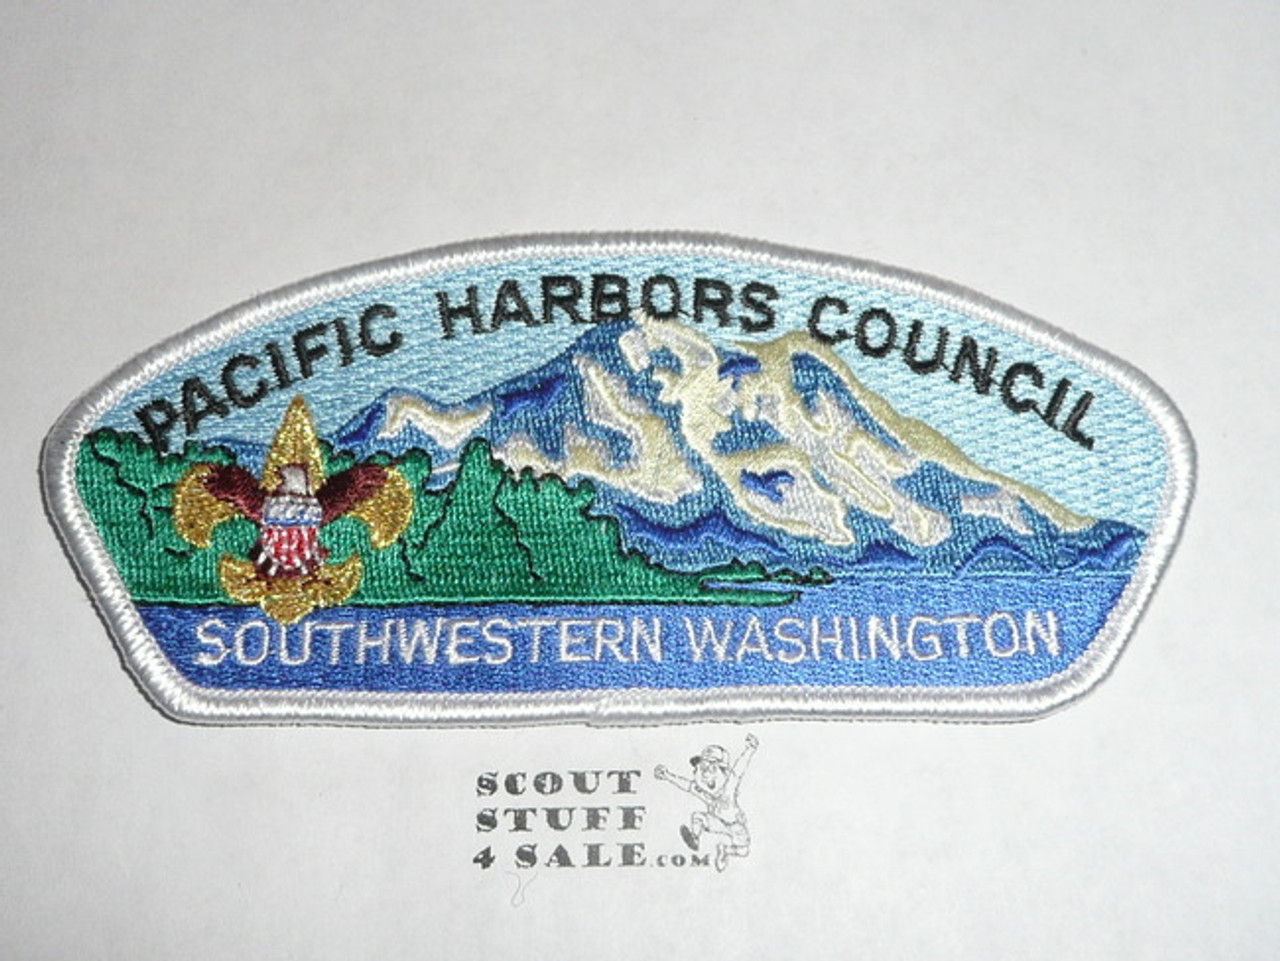 PACIFIC HARBORS COUNCIL
SOUTHWESTERN WASHINGTON
SCOUT
STUFF
4 SALE.COM